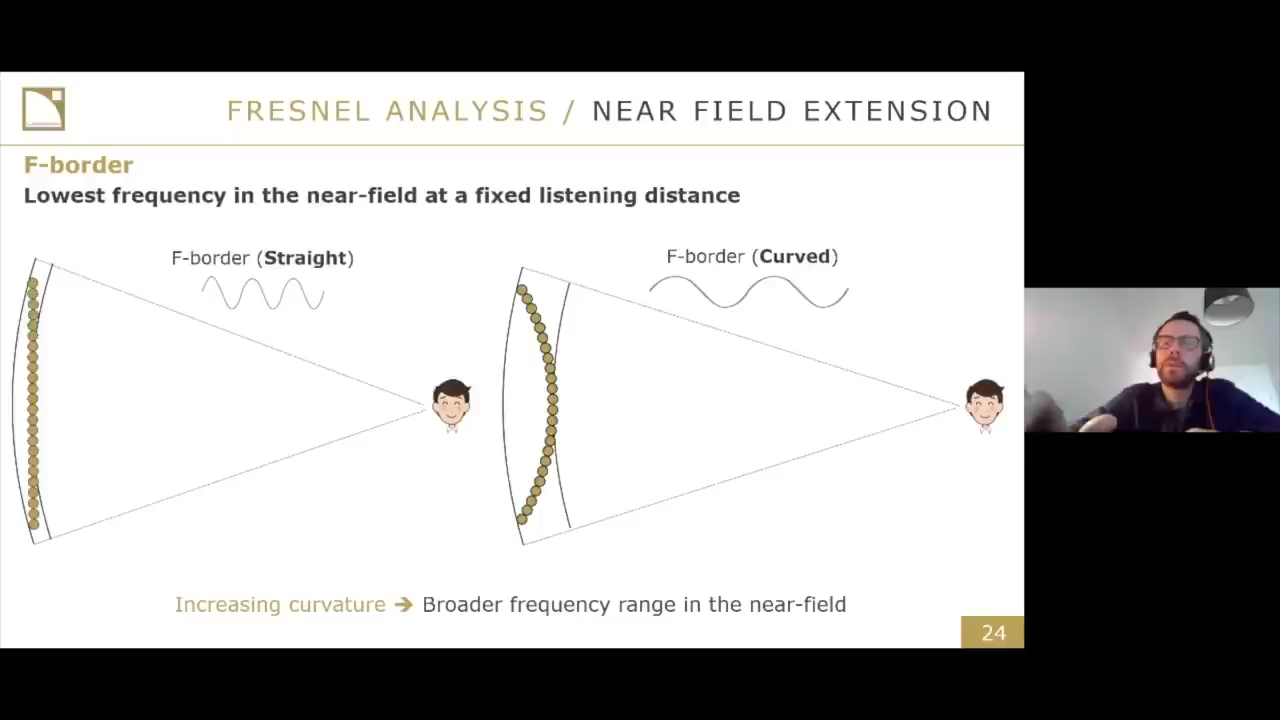 FRESNEL ANALYSIS / NEAR FIELD EXTENSION
F-border
Lowest frequency in the near-field at a fixed listening distance
F-border (Straight)
F-border (Curved)
Increasing curvature ➔ Broader frequency range in the near-field
24